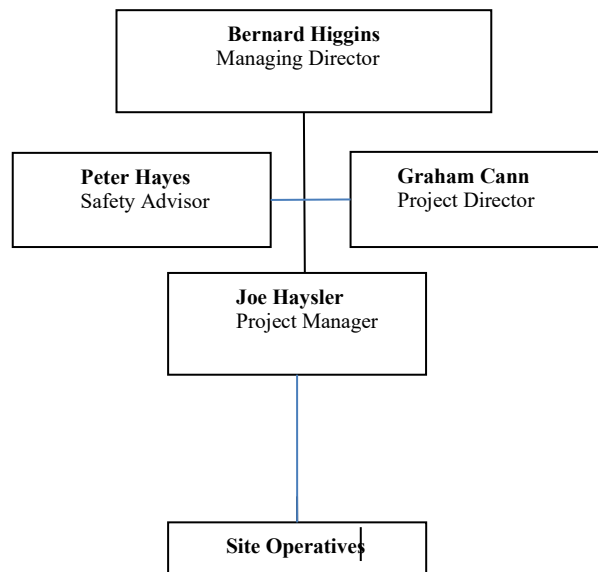 Bernard Higgins
Managing Director
Peter Hayes
Safety Advisor
Graham Cann
Project Director
Joe Haysler
Project Manager
Site Operatives